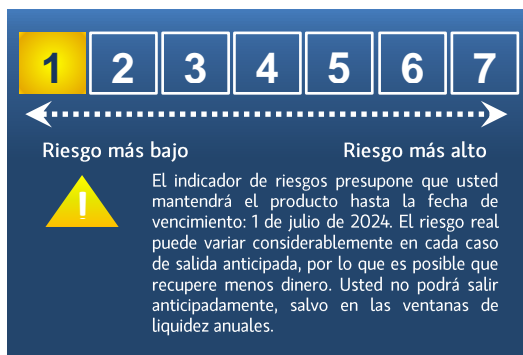 1 2 3 4 5 6 7
Riesgo más bajo Riesgo más alto
!
El indicador de riesgos presupone que usted
mantendrá el producto hasta la fecha de
vencimiento: 1 de julio de 2024. El riesgo real
puede variar considerablemente en cada caso
de salida anticipada, por lo que es posible que
recupere menos dinero. Usted no podrá salir
anticipadamente, salvo en las ventanas de
liquidez anuales.